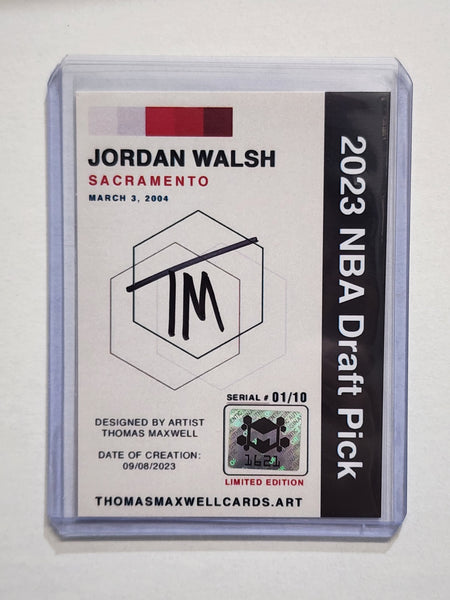 JORDAN WALSH
SACRAMENTO
MARCH 3, 2004
TM
SERIAL # 01/10
DESIGNED BY ARTIST
THOMAS MAXWELL
DATE OF CREATION:
09/08/2023
1621
LIMITED EDITION
THOMASMAXWELLCARDS.ART
2023 NBA Draft Pick